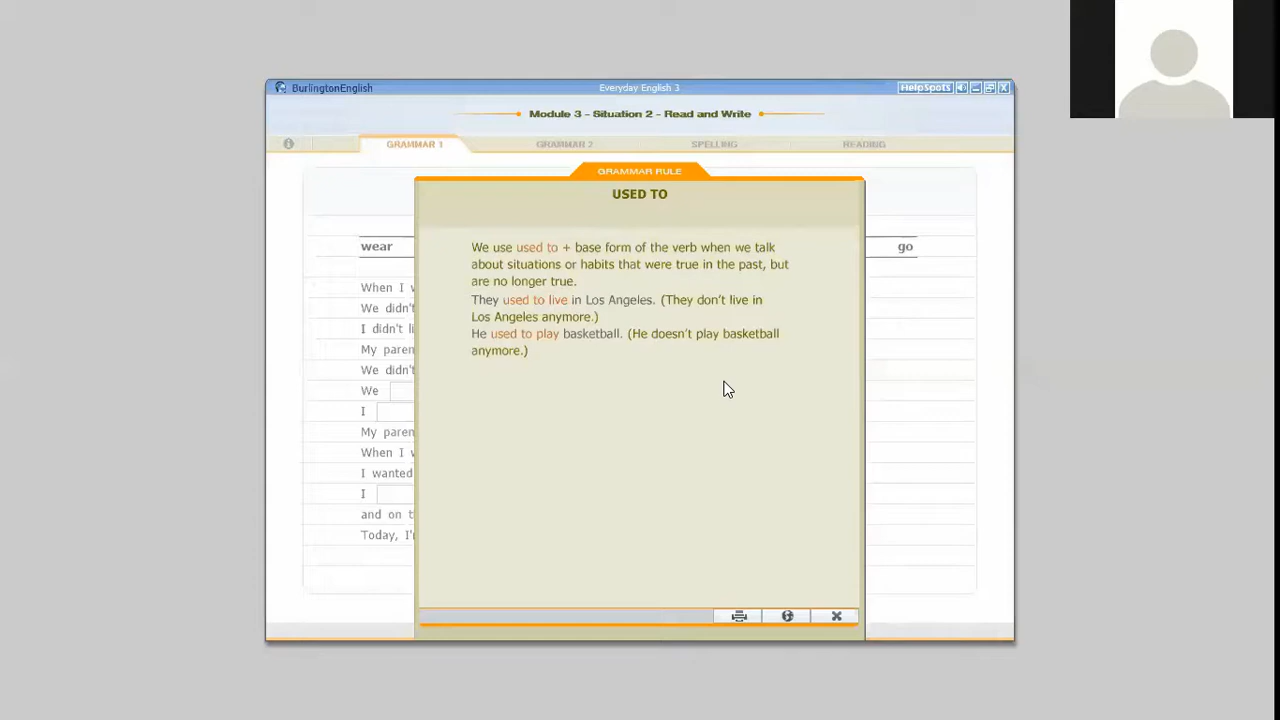 BurlingtonEnglish
Everyday English 3
HelpSpots
Module 3 - Situation 2 - Read and Write
GRAMMAR 1
GRAMMAR 2
SPELLING
READING
GRAMMAR RULE
USED TO
We use used to + base form of the verb when we talk
about situations or habits that were true in the past, but
are no longer true.
They used to live in Los Angeles. (They don't live in
Los Angeles anymore.)
He used to play basketball. (He doesn't play basketball
anymore.)
wear
go
When I
We didn't
I didn't
My paren
We didn't
We
I
My paren
When I
I wanted
I
and on
Today, I'